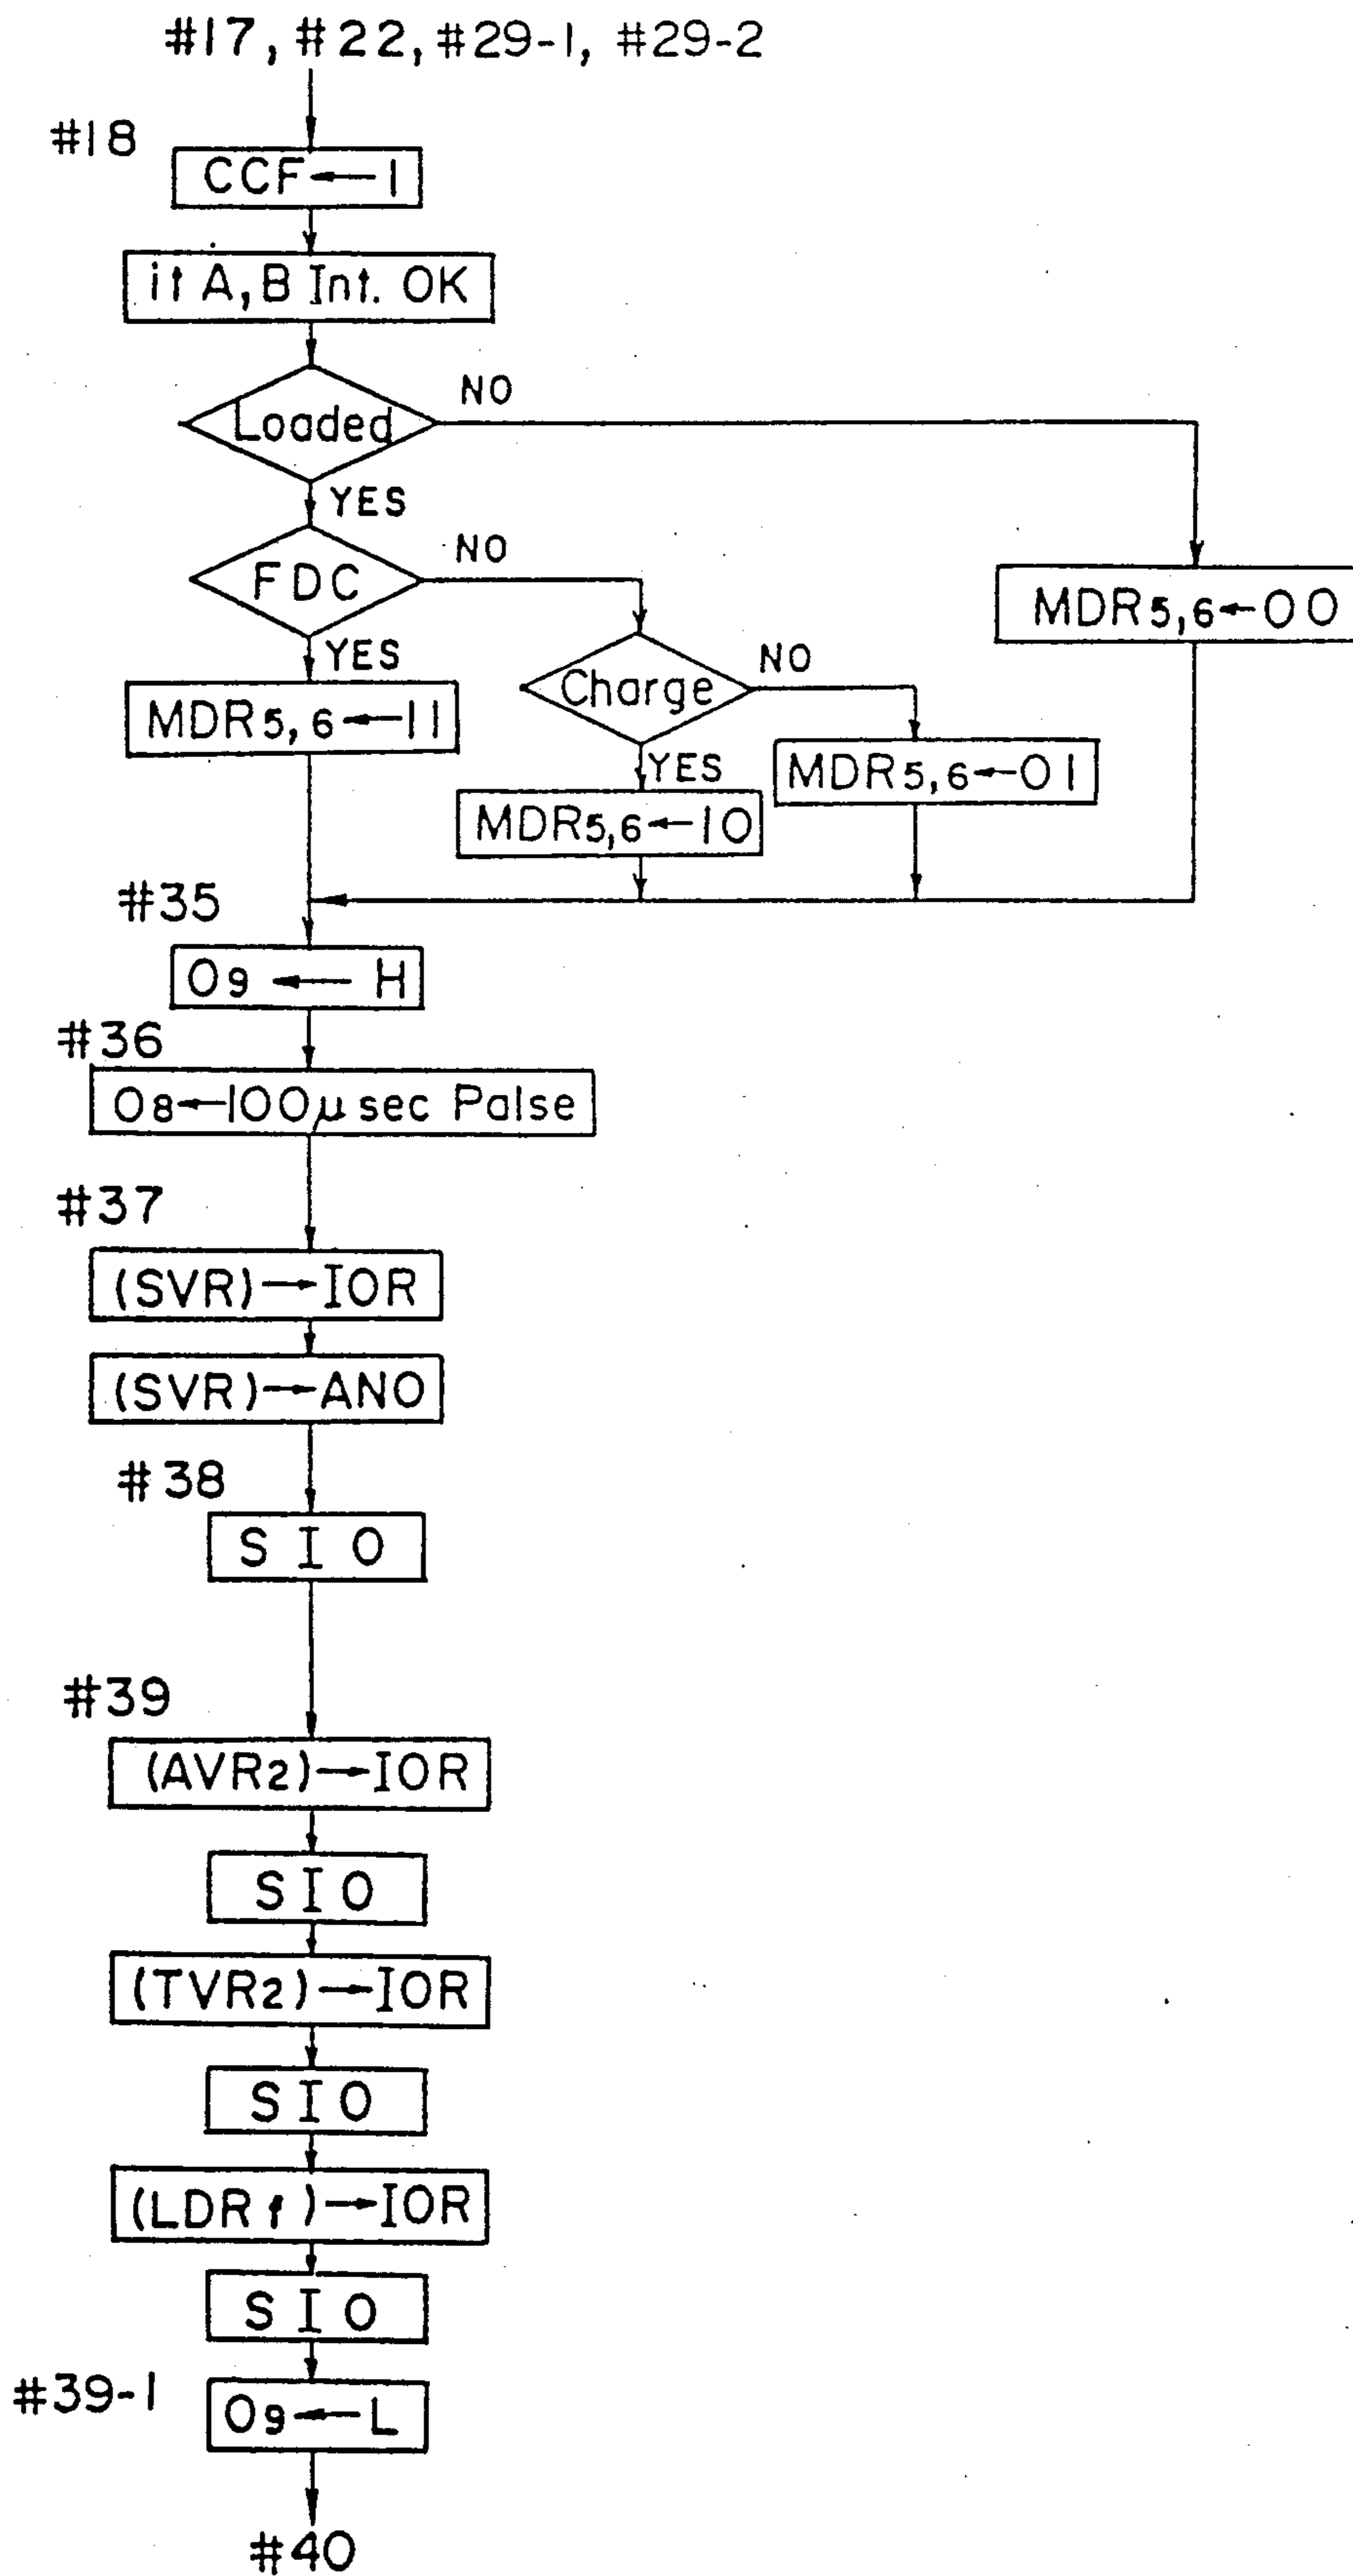 #17, #22, #29-1, #29-2
#18
CCF←1
it A, B Int. OK
Loaded
NO
YES
FDC
NO
MDR5,6←00
YES
Charge
NO
MDR5,6←11
MDR5,6←01
YES
MDR5,6←10
#35
O9 ← H
#36
O8←100μsec Palse
#37
(SVR)→IOR
(SVR)→ANO
#38
SIO
#39
(AVR2)→IOR
SIO
(TVR2)→IOR
SIO
(LDRf)→IOR
SIO
#39-1
O9←L
#40